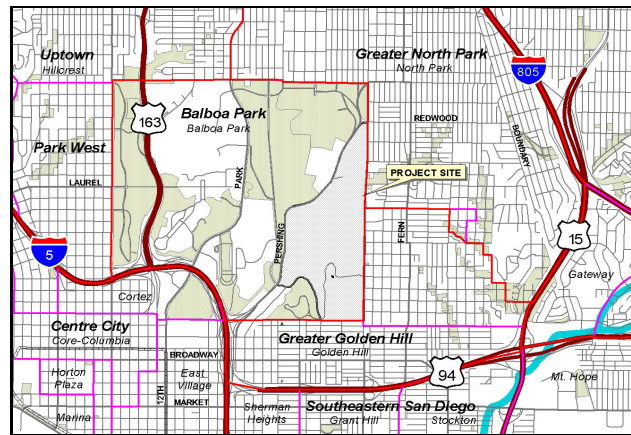 Uptown
Hillcrest
Greater North Park
North Park
805
163
Balboa Park
Balboa Park
REDWOOD
BOUNDARY
Park West
LAUREL
PARK
PROJECT SITE
PERSHING
FERN
15
5
Gateway
Cortez
Centre City
Core-Columbia
Greater Golden Hill
Golden Hill
BROADWAY
Horton
Plaza
East
Village
94
Mt. Hope
12TH
MARKET
Marina
Sherman
Heights
Southeastern San Diego
Grant Hill
Stockton